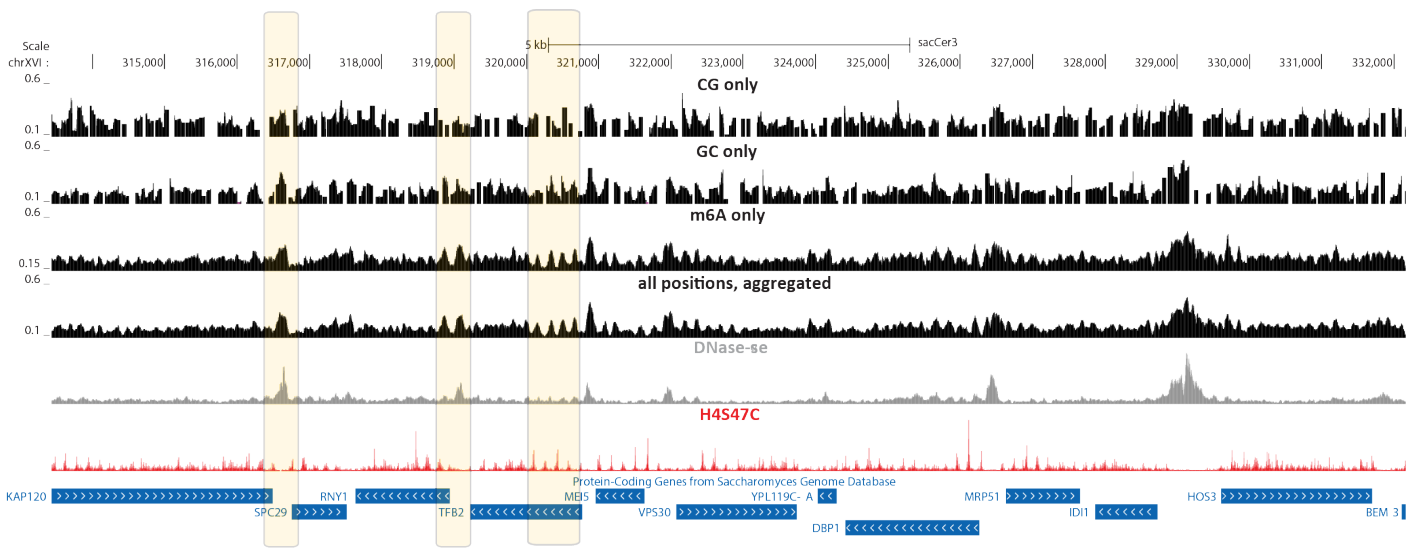 Scale 5 kb sacCer3
chrXVI : 315,000 316,000 317,000 318,000 319,000 320,000 321,000 322,000 323,000 324,000 325,000 326,000 327,000 328,000 329,000 330,000 331,000 332,000
0.6 _ CG only
0.1 _
0.6 _ GC only
0.1 _
0.6 _ m6A only
0.15 _
0.6 _ all positions, aggregated
0.1 _
DNase-se
H4S47C
Protein-Coding Genes from Saccharomyces Genome Database
KAP120 RNY1 MEI5 YPL119C- A MRP51 HOS3
SPC29 TFB2 VPS30 IDI1 BEM 3
DBP1